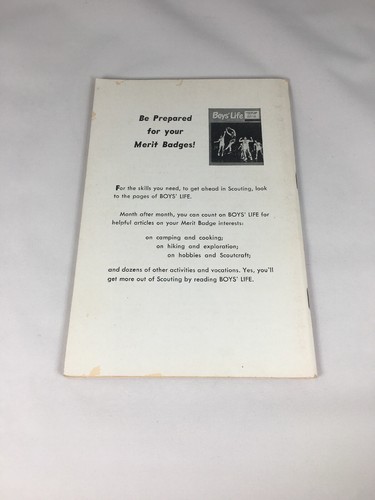 Be Prepared
for your
Merit Badges!
Boys' Life
For the skills you need, to get ahead in Scouting, look
to the pages of BOYS' LIFE.
Month after month, you can count on BOYS' LIFE for
helpful articles on your Merit Badge interests:
on camping and cooking;
on hiking and exploration;
on hobbies and Scoutcraft;
and dozens of other activities and vocations. Yes, you'll
get more out of Scouting by reading BOYS' LIFE.